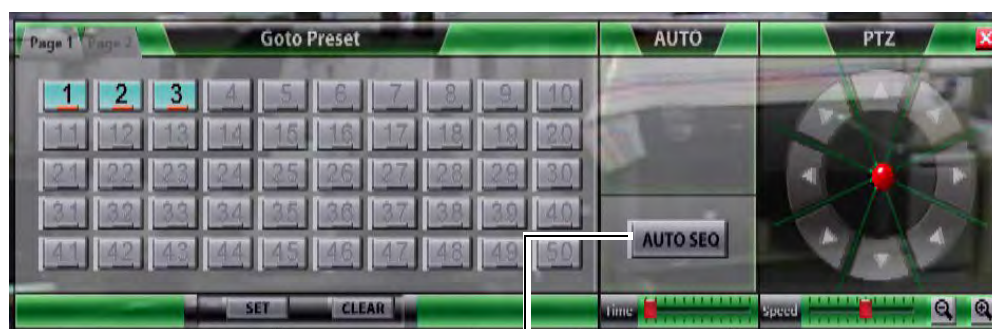 Page 1 Page 2 Goto Preset AUTO PTZ
1 2 3 4 5 6 7 8 9 10
11 12 13 14 15 16 17 18 19 20
21 22 23 24 25 26 27 28 29 30
31 32 33 34 35 36 37 38 39 40
41 42 43 44 45 46 47 48 49 50
AUTO SEQ
SET CLEAR Time Speed